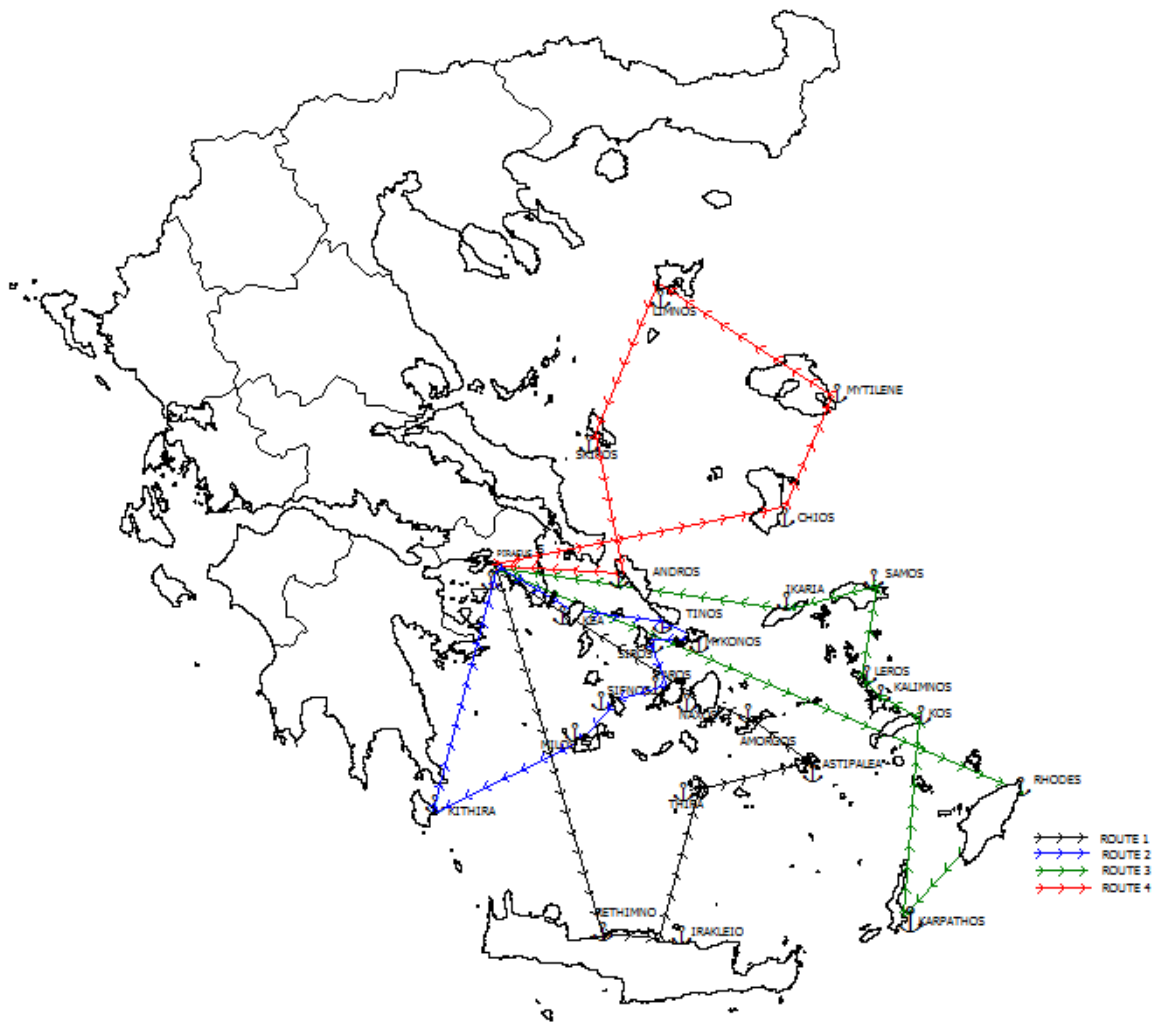 LIMNOS
MYTILENE
SKIROS
CHIOS
PIRAEUS
ANDROS
SAMOS
IKARIA
TINOS
KEA
MYKONOS
SIROS
LEROS
KALIMNOS
SIFNOS
KOS
AMORGOS
MILOS
ASTIPALEA
RHODES
THIRA
KITHIRA
ROUTE 1
ROUTE 2
ROUTE 3
ROUTE 4
RETHIMNO
KARPATHOS
IRAKLEIO